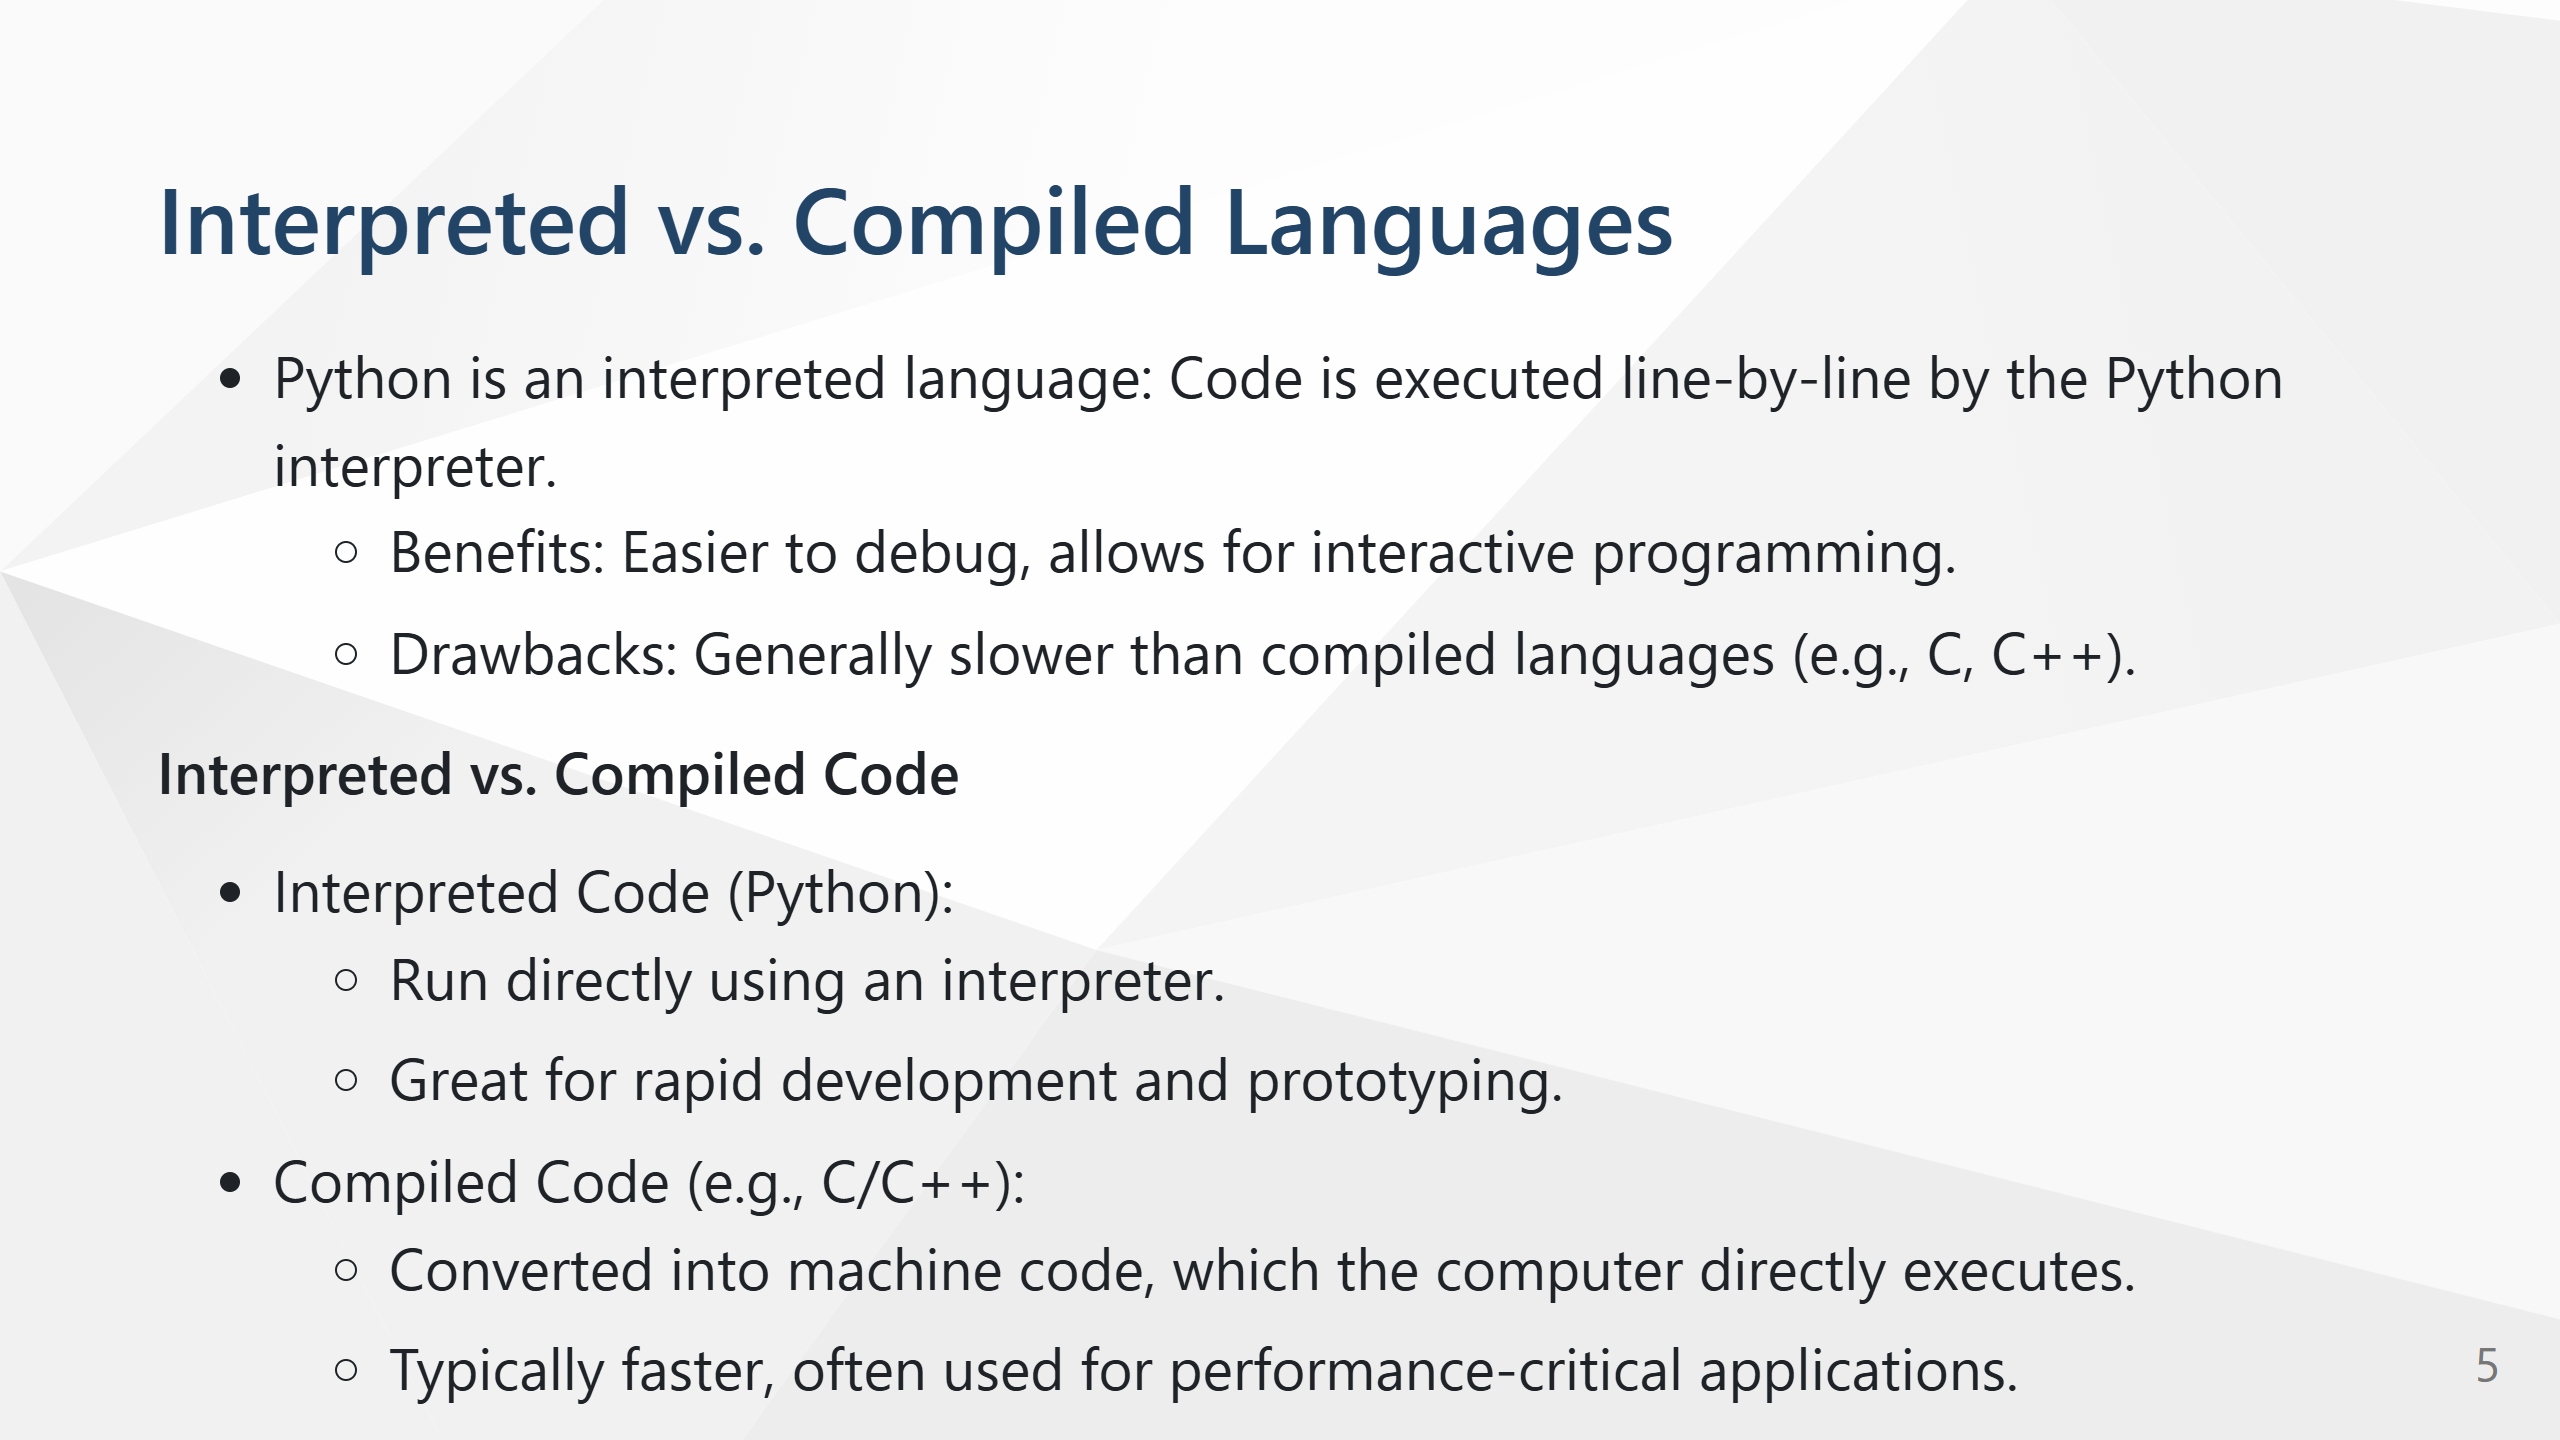 Interpreted vs. Compiled Languages
• Python is an interpreted language: Code is executed line-by-line by the Python
interpreter.
○ Benefits: Easier to debug, allows for interactive programming.
○ Drawbacks: Generally slower than compiled languages (e.g., C, C++).
Interpreted vs. Compiled Code
• Interpreted Code (Python):
○ Run directly using an interpreter.
○ Great for rapid development and prototyping.
• Compiled Code (e.g., C/C++):
○ Converted into machine code, which the computer directly executes.
○ Typically faster, often used for performance-critical applications.
5